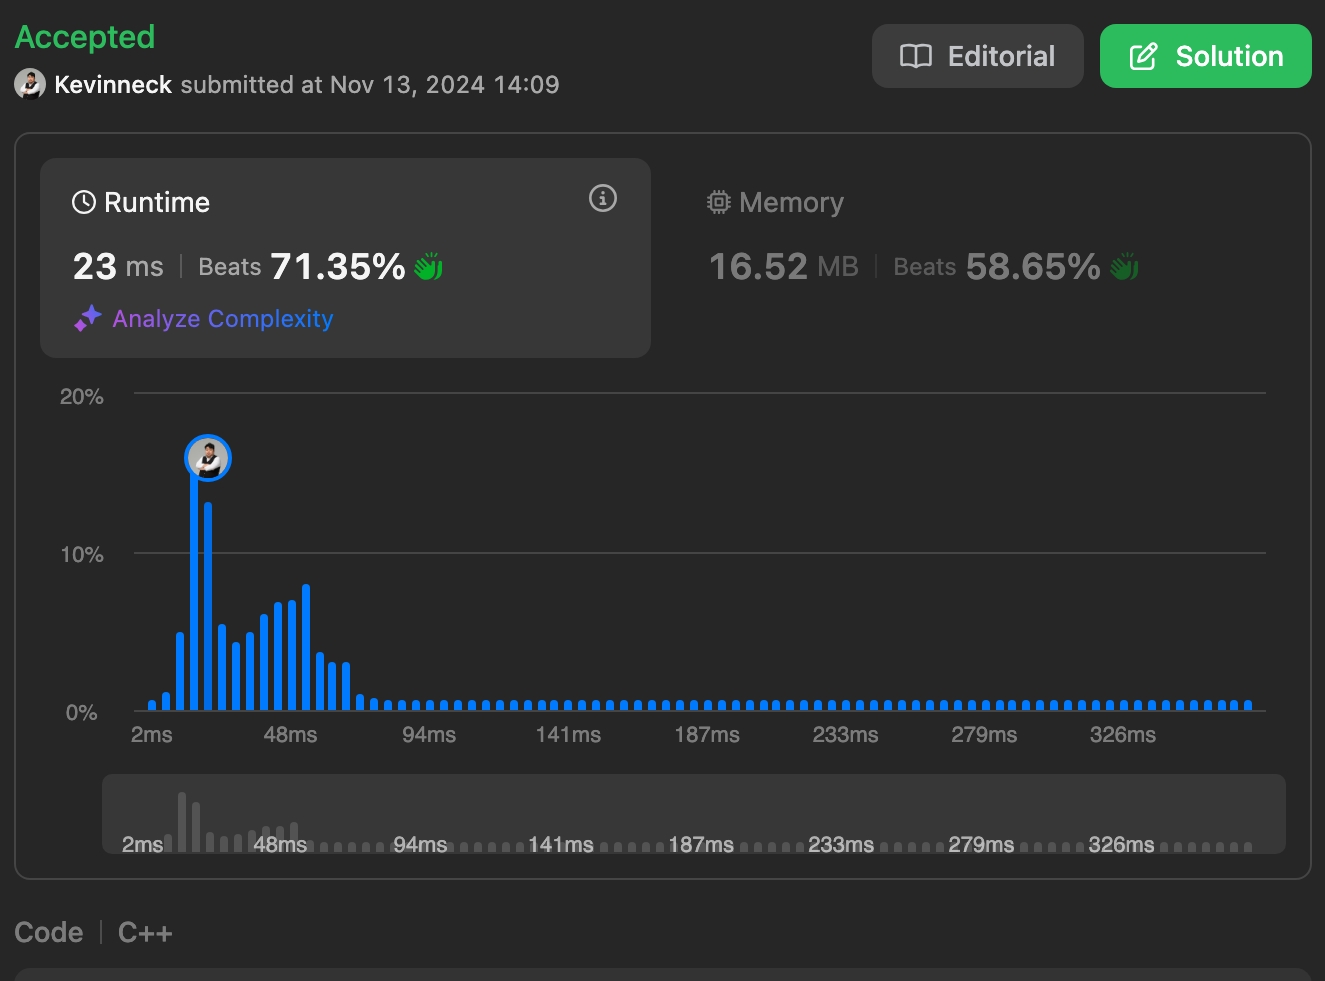 Accepted
Editorial
Solution
Kevinneck submitted at Nov 13, 2024 14:09
Runtime
23 ms | Beats 71.35%
Analyze Complexity
Memory
16.52 MB | Beats 58.65%
20%
10%
0%
2ms 48ms 94ms 141ms 187ms 233ms 279ms 326ms
2ms 48ms 94ms 141ms 187ms 233ms 279ms 326ms
Code | C++